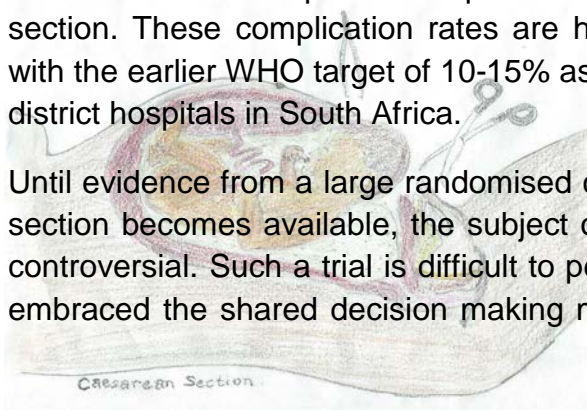 section. These complication rates are h
with the earlier WHO target of 10-15% as
district hospitals in South Africa.
Until evidence from a large randomised c
section becomes available, the subject o
controversial. Such a trial is difficult to pe
embraced the shared decision making m
Caesarean Section